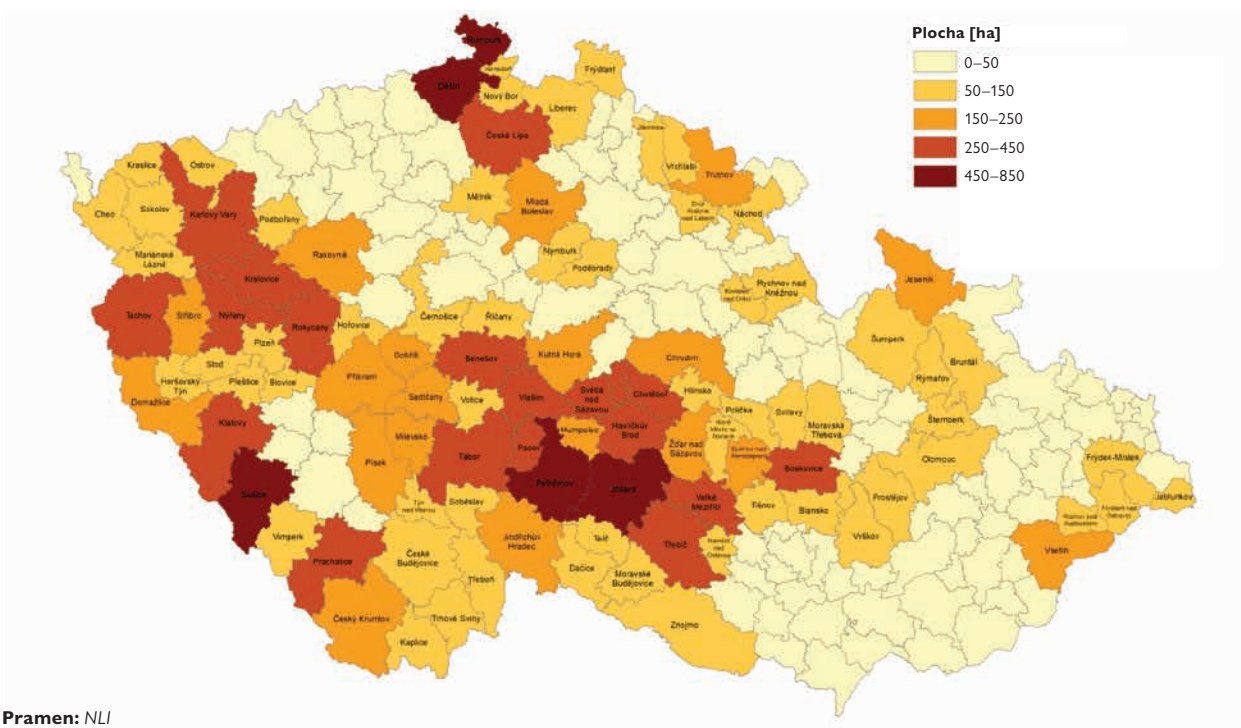 Plocha [ha]
0–50
50–150
150–250
250–450
450–850
Rumburk
Děčín
Nový Bor
Frýdlant
Liberec
Česká Lípa
Kraslice
Ostrov
Vrchlabí
Trutnov
Cheb
Sokolov
Karlovy Vary
Podbořany
Mělník
Mladá
Boleslav
Náchod
Mariánské
Lázně
Rakovník
Nymburk
Poděbrady
Kralovice
Rychnov nad
Kněžnou
Jeseník
Tachov
Stříbro
Nýřany
Rokycany
Hořovice
Černošice
Říčany
Plzeň
Šumperk
Dobříš
Benešov
Kutná Hora
Chrudim
Stod
Bruntál
Horšovský
Týn
Přeštice
Blovice
Příbram
Rýmařov
Domažlice
Sedlčany
Votice
Vlašim
Světlá
nad
Sázavou
Chotěboř
Hlinsko
Polička
Svitavy
Moravská
Třebová
Šternberk
Klatovy
Milevsko
Humpolec
Havlíčkův
Brod
Žďár nad
Sázavou
Písek
Tábor
Pacov
Boskovice
Olomouc
Frýdek-Místek
Sušice
Pelhřimov
Jihlava
Velké
Meziříčí
Tišnov
Blansko
Prostějov
Jablunkov
Týn
nad Vltavou
Soběslav
Vimperk
Jindřichův
Hradec
Telč
Třebíč
Vyškov
Vsetín
Prachatice
České
Budějovice
Třeboň
Dačice
Moravské
Budějovice
Český Krumlov
Trhové Sviny
Kaplice
Znojmo
Pramen: NLI